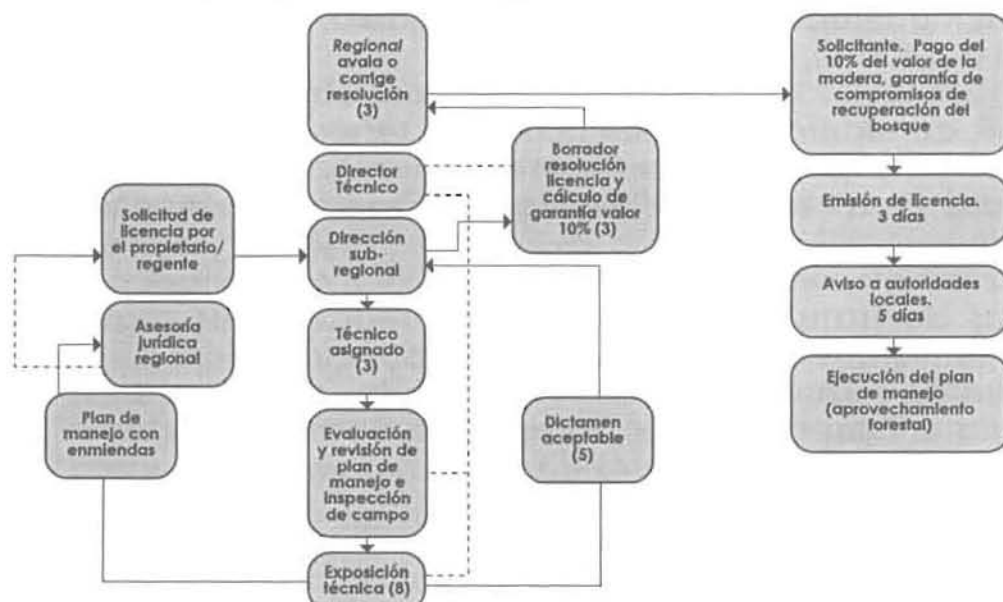 Regional
avala o
corrige
resolución
(3)
Solicitante. Pago del
10% del valor de la
madera, garantía de
compromisos de
recuperación del
bosque
Director
Técnico
Borrador
resolución
licencia y
cálculo de
garantía valor
10% (3)
Emisión de licencia.
3 días
Solicitud de
licencia por
el propietario/
regente
Dirección
sub-
regional
Aviso a autoridades
locales.
5 días
Asesoría
jurídica
regional
Técnico
asignado
(3)
Ejecución del plan
de manejo
(aprovechamiento
forestal)
Plan de
manejo con
enmiendas
Evaluación
y revisión de
plan de
manejo e
inspección
de campo
Dictamen
aceptable
(5)
Exposición
técnica (8)